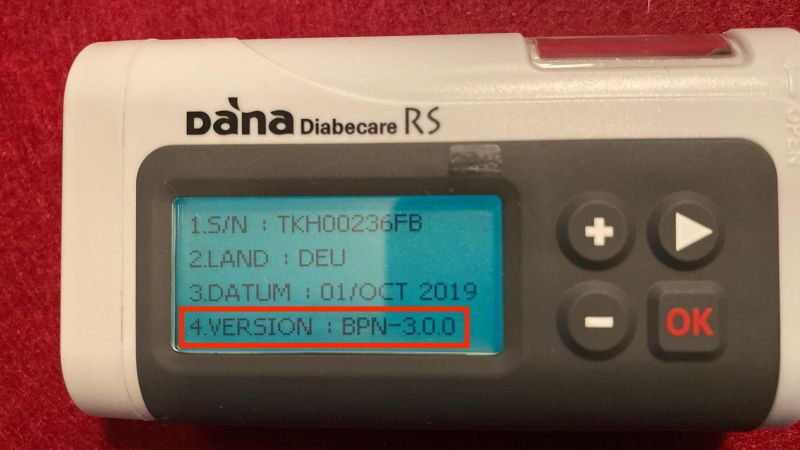 DANA Diabecare RS
1.S/N : TKH00236FB
2.LAND : DEU
3.DATUM : 01/OCT 2019
4.VERSION : BPN-3.0.0
OK
OPEN